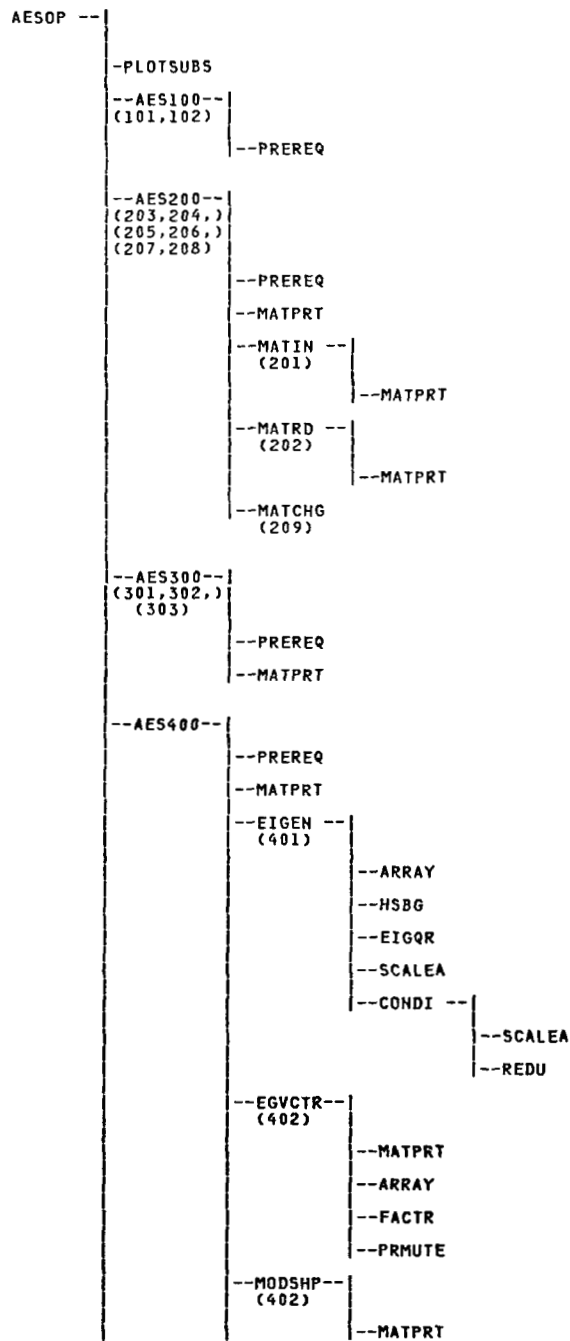 AESOP --
-PLOTSUBS
--AES100--
(101,102)
--PREREQ
--AES200--
(203,204,)
(205,206,)
(207,208)
--PREREQ
--MATPRT
--MATIN --
(201)
--MATPRT
--MATRD --
(202)
--MATPRT
--MATCHG
(209)
--AES300--
(301,302,)
(303)
--PREREQ
--MATPRT
--AES400--
--PREREQ
--MATPRT
--EIGEN --
(401)
--ARRAY
--HSBG
--EIGQR
--SCALEA
--CONDI --
--SCALEA
--REDU
--EGVCTR--
(402)
--MATPRT
--ARRAY
--FACTR
--PRMUTE
--MODSHP--
(402)
--MATPRT